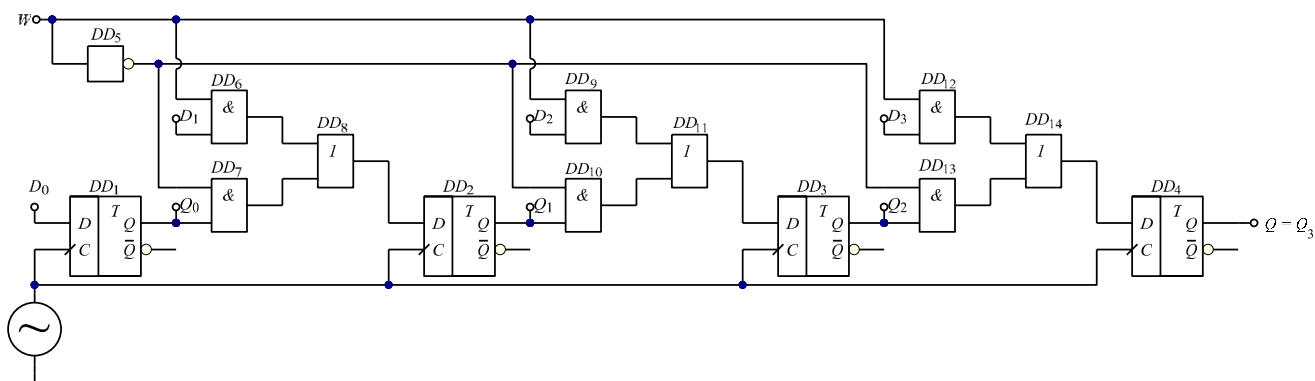 W
DD5
DD6
DD9
DD12
&
&
&
D1
D2
D3
DD8
DD11
DD14
1
1
1
DD7
DD10
DD13
&
&
&
D0
DD1
Q0
DD2
Q1
DD3
Q2
DD4
D T Q
C Q̅
D T Q
C Q̅
D T Q
C Q̅
D T Q
C Q̅
Q = Q3
~